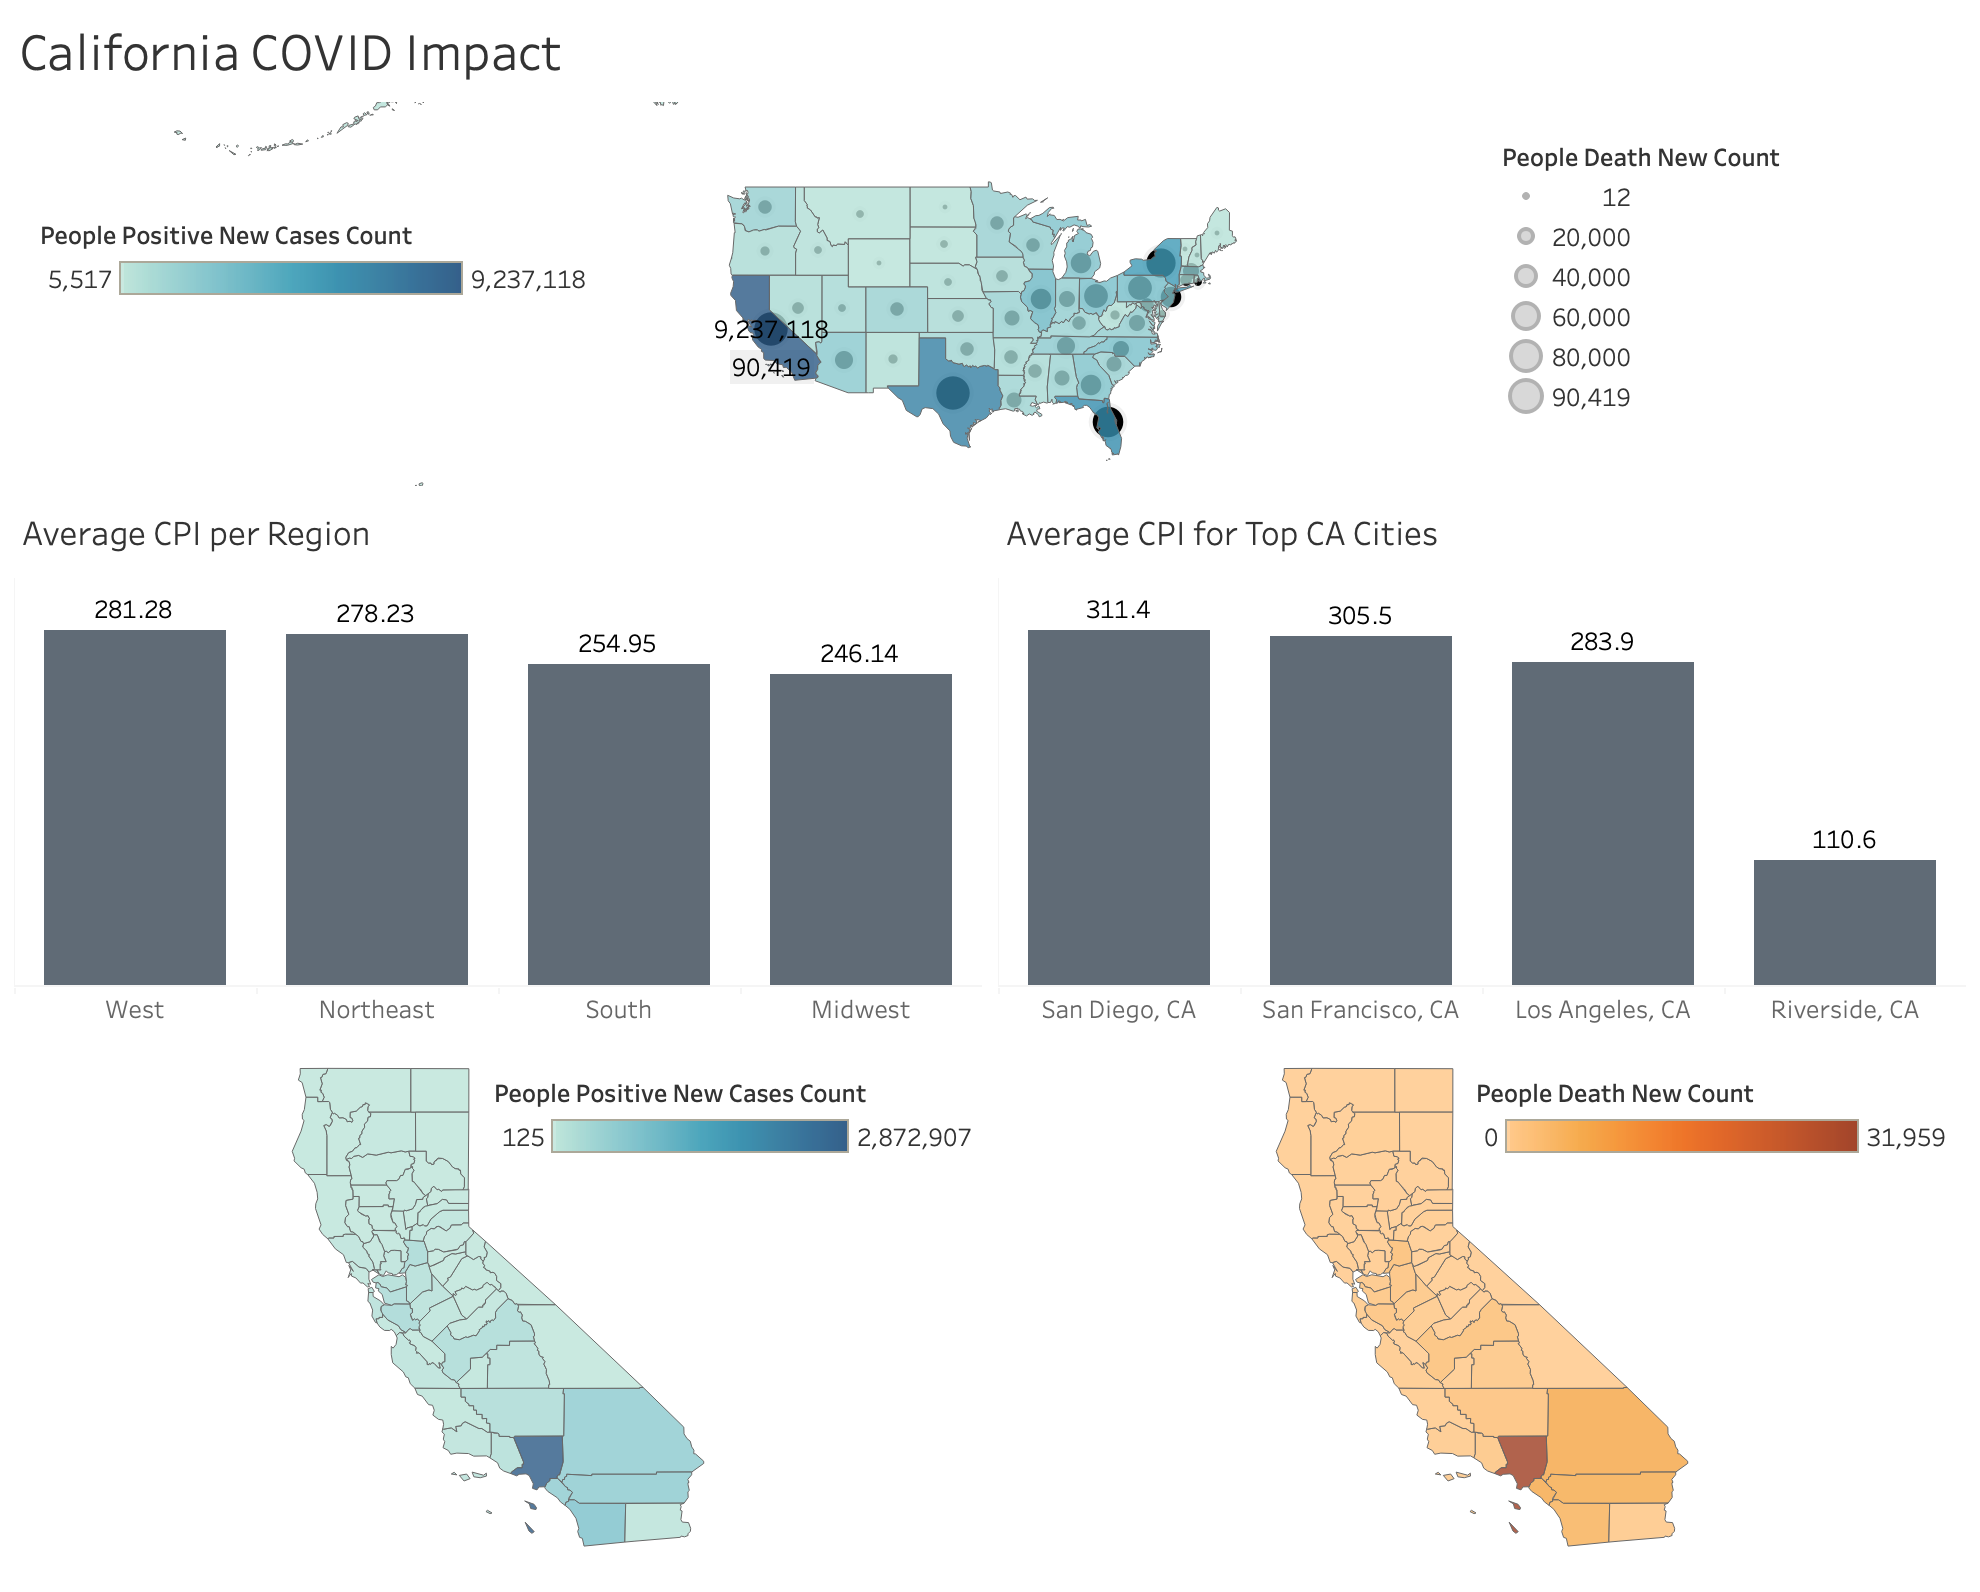 California COVID Impact
People Positive New Cases Count
5,517 9,237,118
9,237,118
90,419
People Death New Count
12
20,000
40,000
60,000
80,000
90,419
Average CPI per Region
281.28
278.23
254.95
246.14
West
Northeast
South
Midwest
Average CPI for Top CA Cities
311.4
305.5
283.9
110.6
San Diego, CA
San Francisco, CA
Los Angeles, CA
Riverside, CA
People Positive New Cases Count
125 2,872,907
People Death New Count
0 31,959